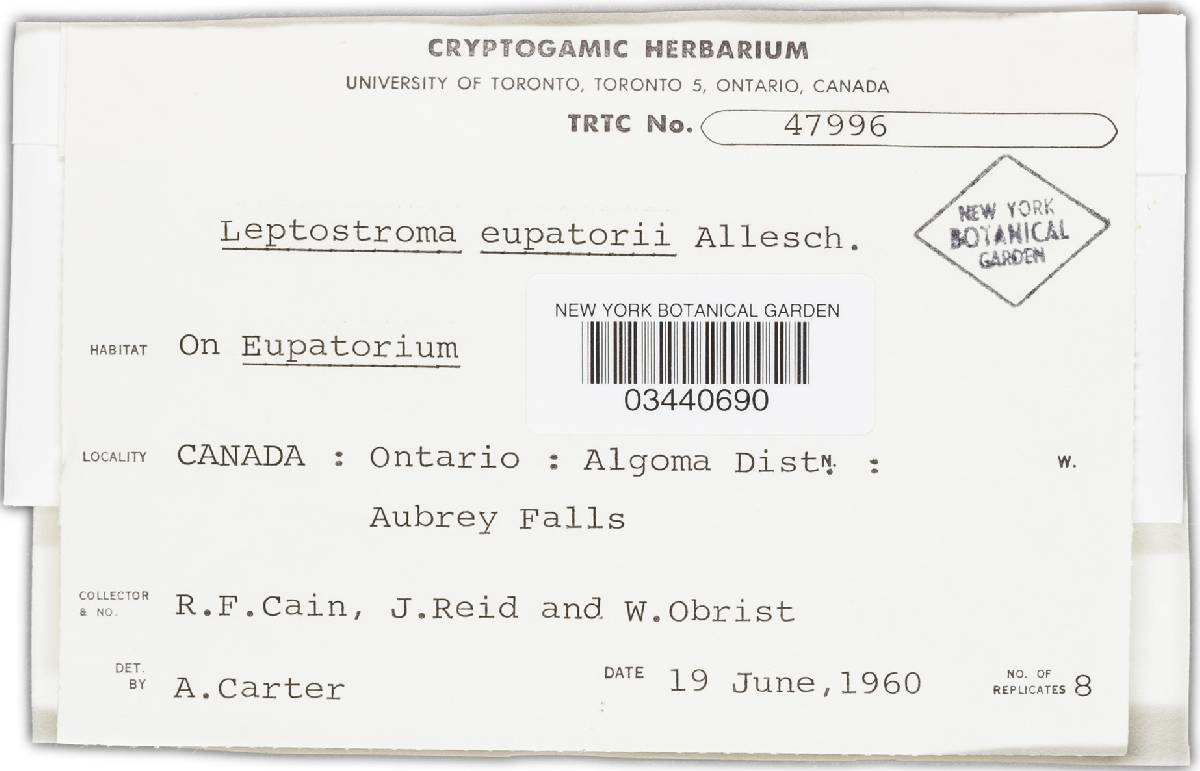 CRYPTOGAMIC HERBARIUM
UNIVERSITY OF TORONTO, TORONTO 5, ONTARIO, CANADA
TRTC No. 47996
NEW YORK
BOTANICAL
GARDEN
Leptostroma eupatorii Allesch.
NEW YORK BOTANICAL GARDEN
03440690
HABITAT On Eupatorium
LOCALITY CANADA : Ontario : Algoma Dist. N. : W.
Aubrey Falls
COLLECTOR & NO. R.F.Cain, J.Reid and W.Obrist
DET. BY A.Carter
DATE 19 June,1960
NO. OF REPLICATES 8